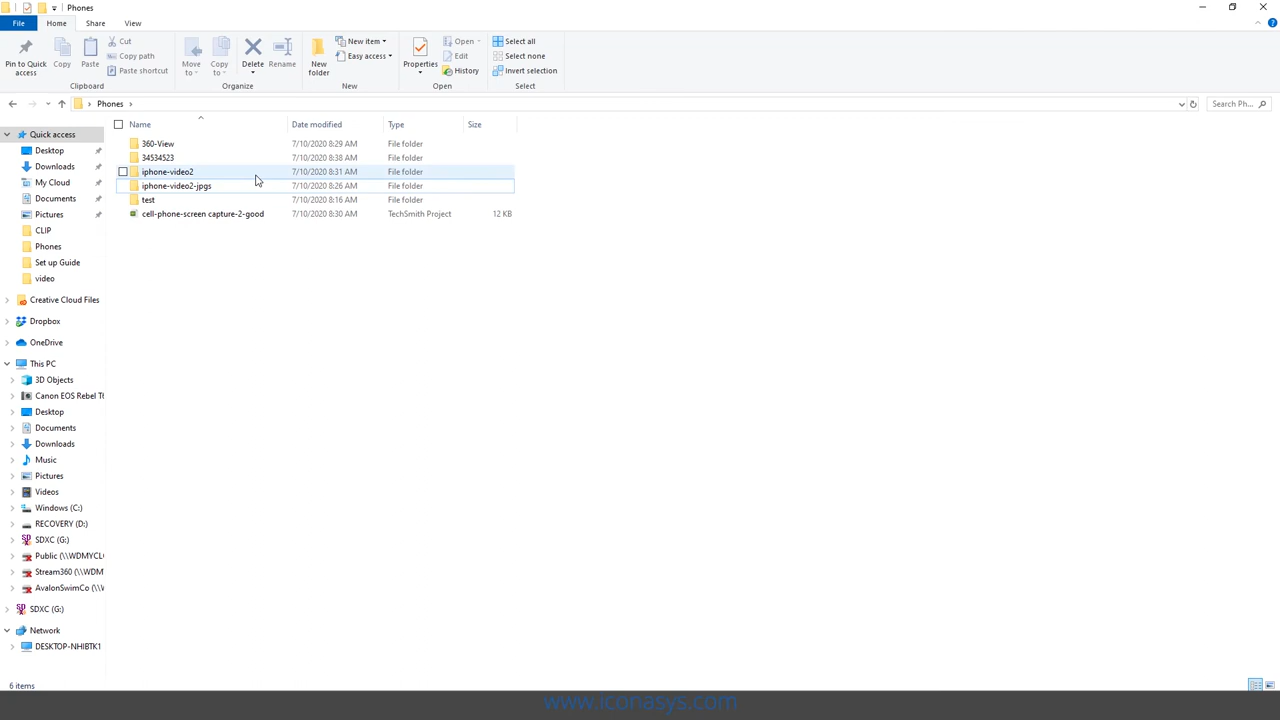 Phones
File Home Share View
Pin to Quick access
Copy
Paste
Cut
Copy path
Paste shortcut
Clipboard
Move to
Copy to
Delete
Rename
Organize
New folder
New item
Easy access
New
Properties
Open
Edit
History
Open
Select all
Select none
Invert selection
Select
Phones
Search Ph...
Name Date modified Type Size
360-View 7/10/2020 8:29 AM File folder
34534523 7/10/2020 8:38 AM File folder
iphone-video2 7/10/2020 8:31 AM File folder
iphone-video2-jpgs 7/10/2020 8:26 AM File folder
test 7/10/2020 8:16 AM File folder
cell-phone-screen capture-2-good 7/10/2020 8:30 AM TechSmith Project 12 KB
Quick access
Desktop
Downloads
My Cloud
Documents
Pictures
CLIP
Phones
Set up Guide
video
Creative Cloud Files
Dropbox
OneDrive
This PC
3D Objects
Canon EOS Rebel T6
Desktop
Documents
Downloads
Music
Pictures
Videos
Windows (C:)
RECOVERY (D:)
SDXC (G:)
Public (\\WDMYCL
Stream360 (\\WDM
AvalonSwimCo (\\W
SDXC (G:)
Network
DESKTOP-NHIBTK1
6 items
www.iconasys.com